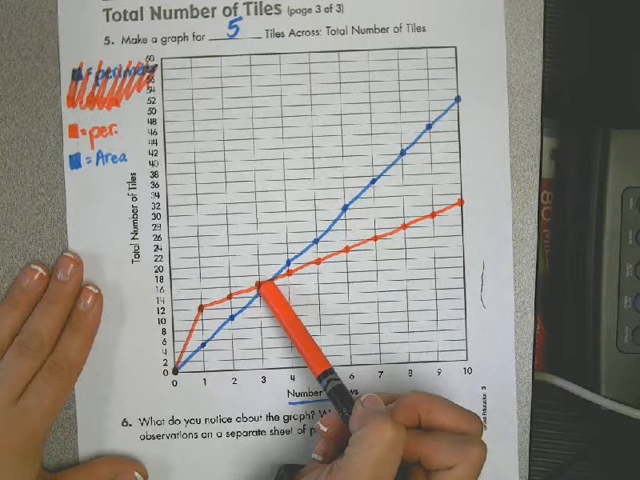 Total Number of Tiles (page 3 of 3)
5. Make a graph for 5 Tiles Across: Total Number of Tiles
= perimeter
= per.
= Area
Total Number of Tiles
60
52
50
48
46
44
42
40
38
36
34
32
30
28
26
24
22
20
18
16
14
12
10
8
6
4
2
0
0 1 2 3 4 6 7 8 9 10
Number
6. What do you notice about the graph?
observations on a separate sheet of